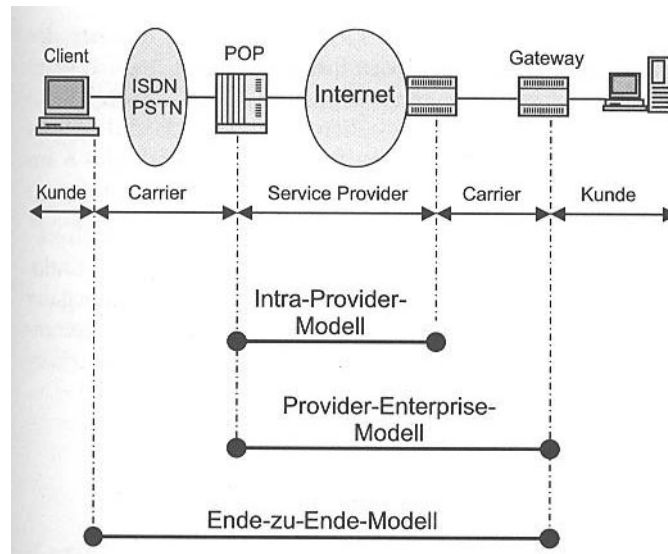 Client
ISDN
PSTN
POP
Internet
Gateway
Kunde
Carrier
Service Provider
Carrier
Kunde
Intra-Provider-
Modell
Provider-Enterprise-
Modell
Ende-zu-Ende-Modell